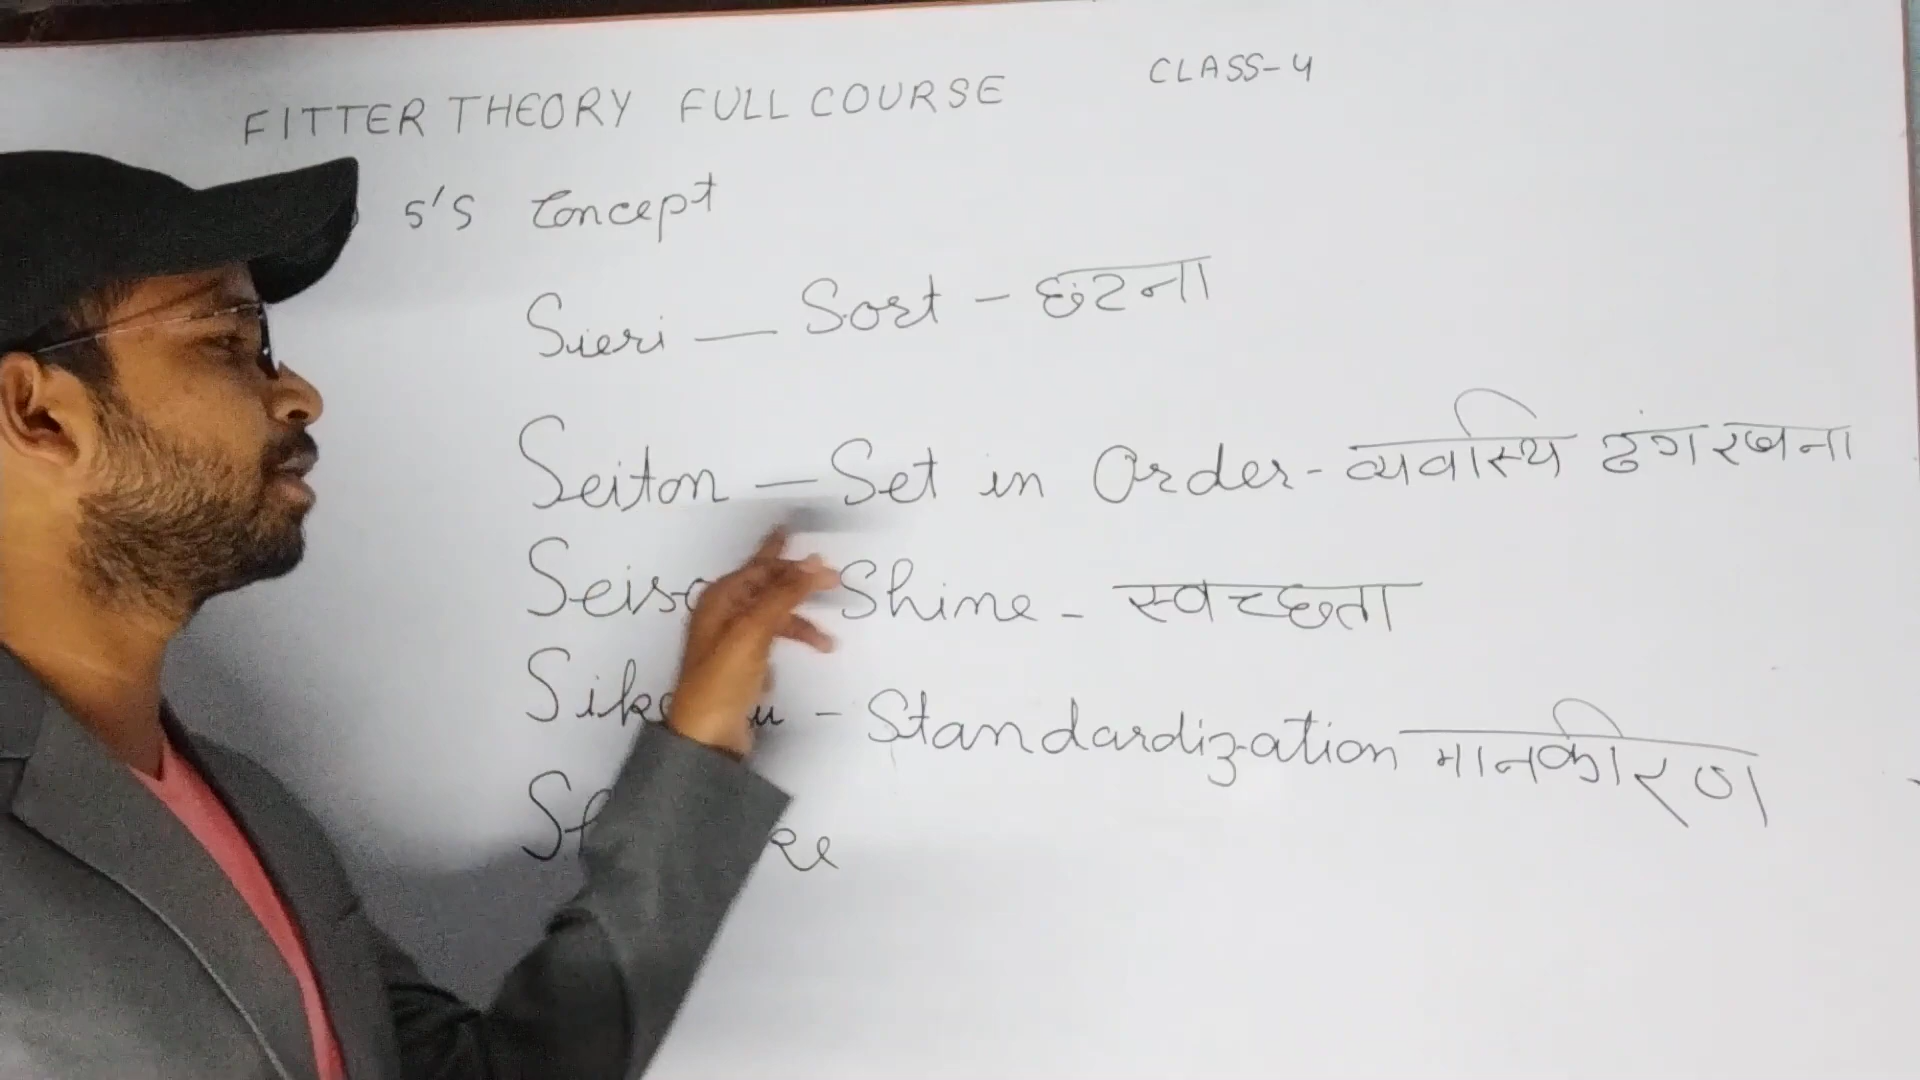 FITTER THEORY FULL COURSE CLASS-4
5'S Concept
Sieri — Sort - छंटना
Seiton — Set in Order - व्यवस्थि ढंग रखना
Shine - स्वच्छता
- Standardization मानकीरण